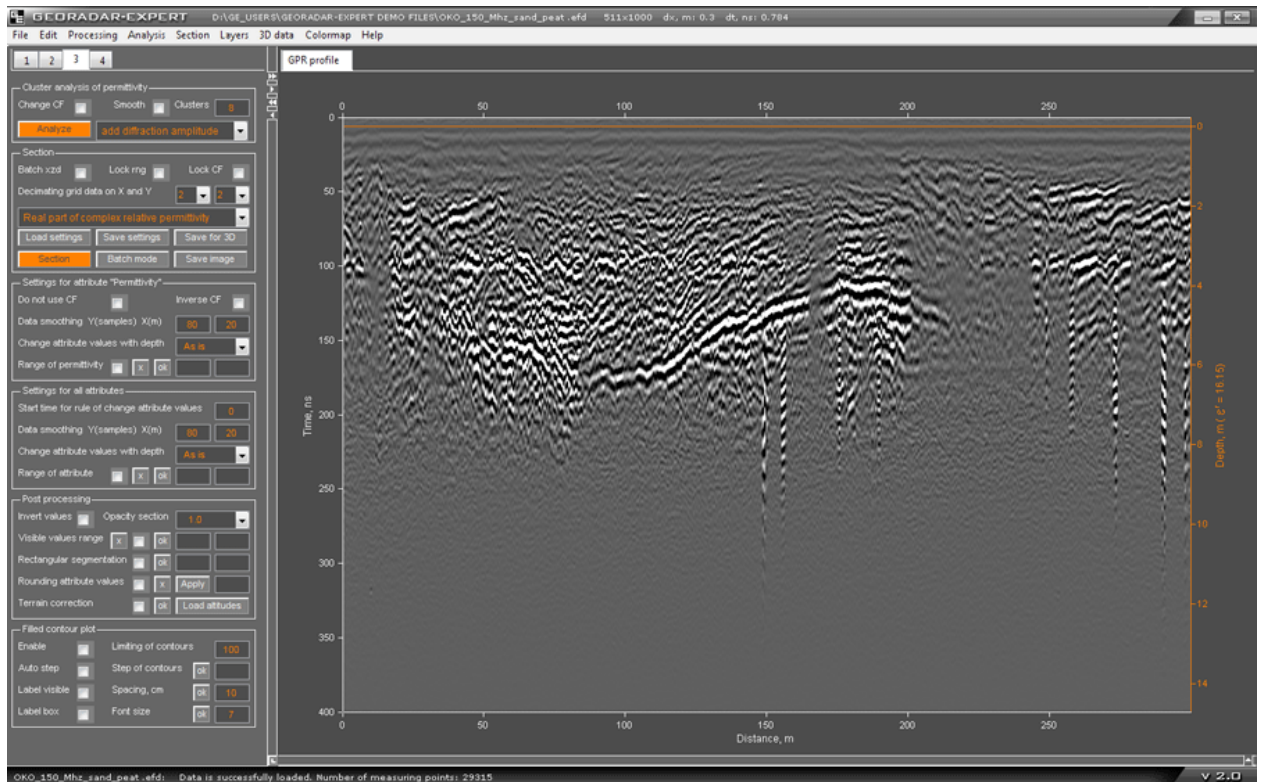 GEORADAR-EXPERT D:\GE_USERS\GEORADAR-EXPERT DEMO FILES\OKO_150_Mhz_sand_peat.efd 511x1000 dx, m: 0.3 dt, ns: 0.784
File Edit Processing Analysis Section Layers 3D data Colormap Help
1 2 3 4
GPR profile
Cluster analysis of permittivity
Change CF Smooth Clusters 8
Analyze add diffraction amplitude
Section
Batch xzd Lock rng Lock CF
Decimating grid data on X and Y 2 2
Real part of complex relative permittivity
Load settings Save settings Save for 3D
Section Batch mode Save image
Settings for attribute "Permittivity"
Do not use CF Inverse CF
Data smoothing Y(samples) X(m) 80 20
Change attribute values with depth As is
Range of permittivity x ok
Settings for all attributes
Start time for rule of change attribute values 0
Data smoothing Y(samples) X(m) 80 20
Change attribute values with depth As is
Range of attribute x ok
Post processing
Invert values Opacity section 1.0
Visible values range x ok
Rectangular segmentation ok
Rounding attribute values x Apply
Terrain correction ok Load altitudes
Filled contour plot
Enable Limiting of contours 100
Auto step Step of contours ok
Label visible Spacing, cm ok 10
Label box Font size ok 7
0 50 100 150 200 250
0
50
100
150
200
250
300
350
400
Time, ns
0
2
4
6
8
10
12
14
Depth, m ( ε' = 16.15)
0 50 100 150 200 250
Distance, m
OKO_150_Mhz_sand_peat.efd: Data is successfully loaded. Number of measuring points: 29315
v 2.0